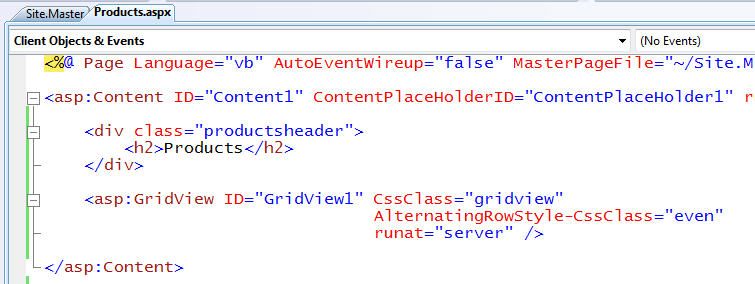 Site.Master Products.aspx
Client Objects & Events (No Events)
<%@ Page Language="vb" AutoEventWireup="false" MasterPageFile="~/Site.M
<asp:Content ID="Content1" ContentPlaceHolderID="ContentPlaceHolder1" r
<div class="productsheader">
<h2>Products</h2>
</div>
<asp:GridView ID="GridView1" CssClass="gridview"
AlternatingRowStyle-CssClass="even"
runat="server" />
</asp:Content>